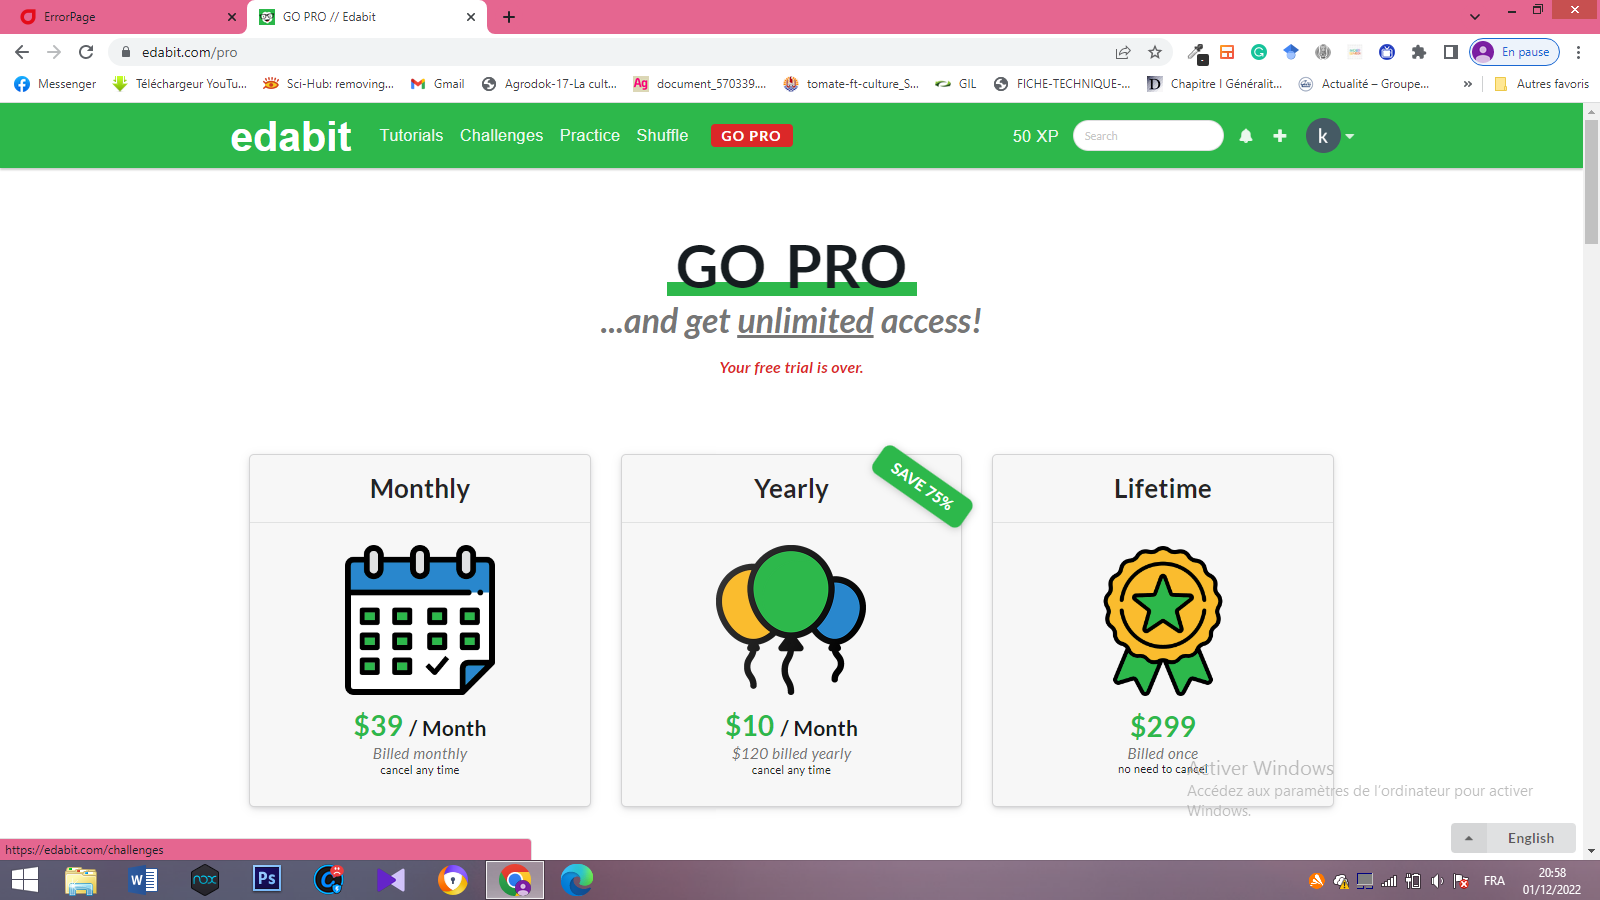 ErrorPage
GO PRO // Edabit
edabit.com/pro
En pause
Messenger
Téléchargeur YouTu...
Sci-Hub: removing...
Gmail
Agrodok-17-La cult...
Ag document_570339....
tomate-ft-culture_S...
GIL
FICHE-TECHNIQUE-...
D Chapitre I Généralit...
Actualité – Groupe...
»
Autres favoris
edabit
Tutorials
Challenges
Practice
Shuffle
GO PRO
50 XP
Search
k
GO PRO
...and get unlimited access!
Your free trial is over.
Monthly
Yearly
SAVE 75%
Lifetime
$39 / Month
Billed monthly
cancel any time
$10 / Month
$120 billed yearly
cancel any time
$299
Billed once
no need to cancel
Activer Windows
Accédez aux paramètres de l'ordinateur pour activer
Windows.
English
https://edabit.com/challenges
W
nox
Ps
FRA
20:58
01/12/2022